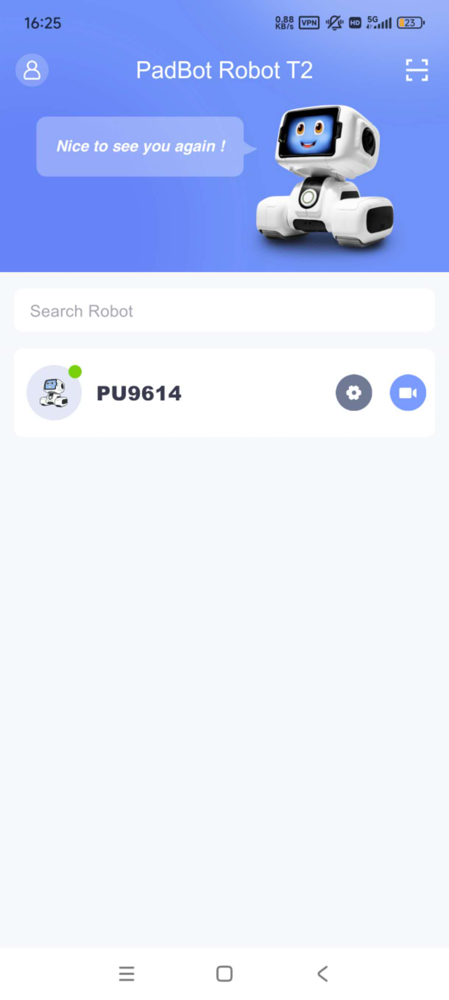 16:25
0.88
KB/s
VPN
HD
5G
23
PadBot Robot T2
Nice to see you again !
Search Robot
PU9614